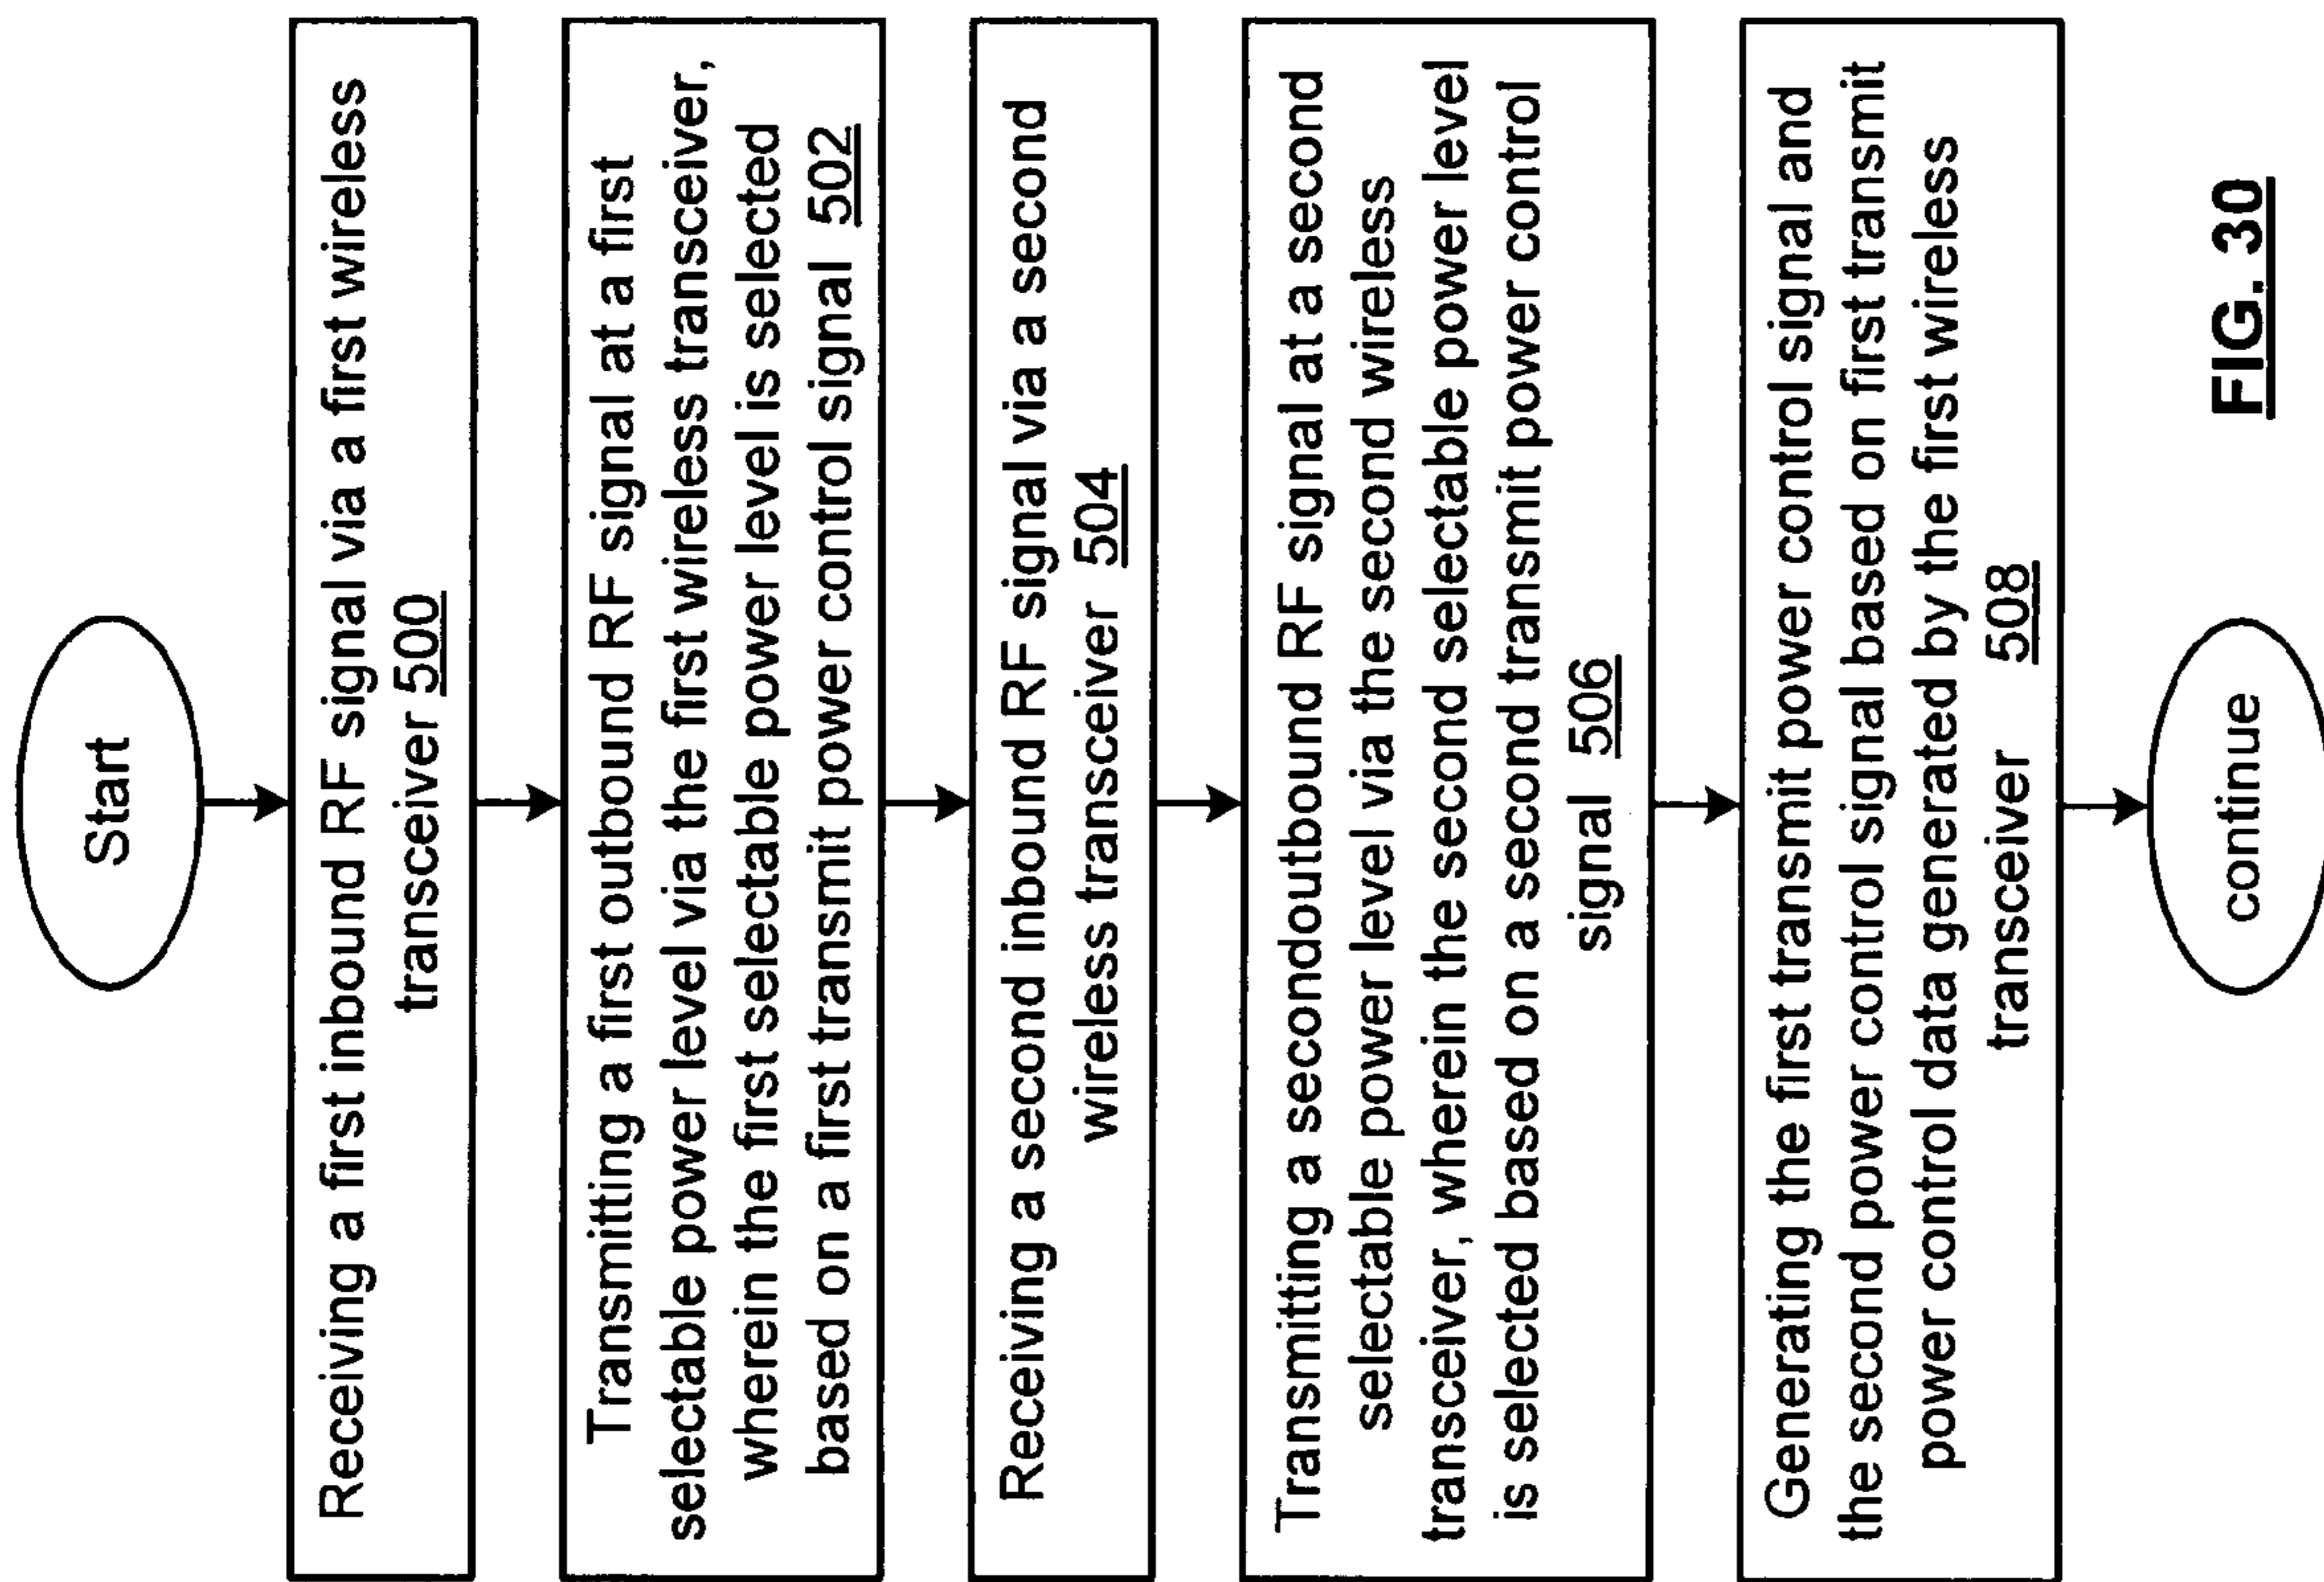 Start
Receiving a first inbound RF signal via a first wireless
transceiver 500
Transmitting a first outbound RF signal at a first
selectable power level via the first wireless transceiver,
wherein the first selectable power level is selected
based on a first transmit power control signal 502
Receiving a second inbound RF signal via a second
wireless transceiver 504
Transmitting a secondoutbound RF signal at a second
selectable power level via the second wireless
transceiver, wherein the second selectable power level
is selected based on a second transmit power control
signal 506
Generating the first transmit power control signal and
the second power control signal based on first transmit
power control data generated by the first wireless
transceiver 508
continue
FIG. 30